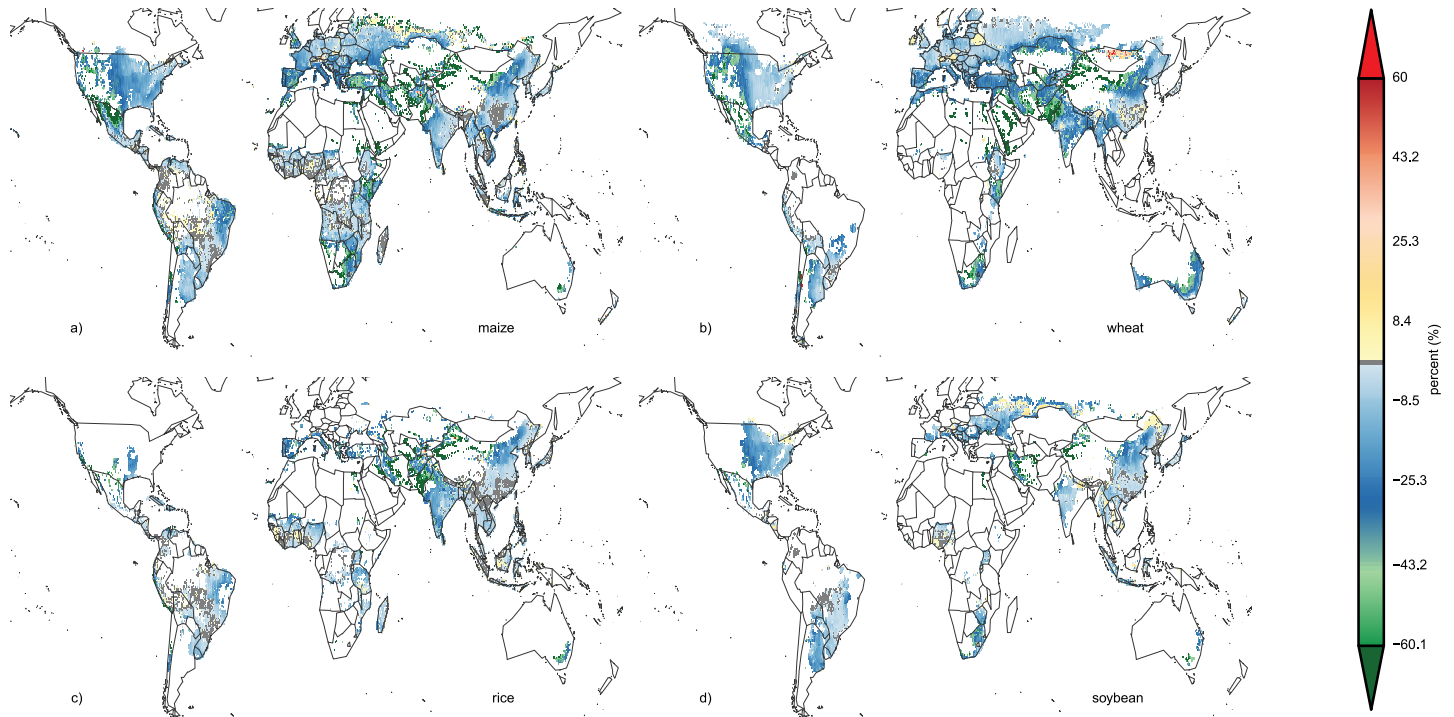 a)
maize
b)
wheat
c)
rice
d)
soybean
60
43.2
25.3
8.4
−8.5
−25.3
−43.2
−60.1
percent (%)